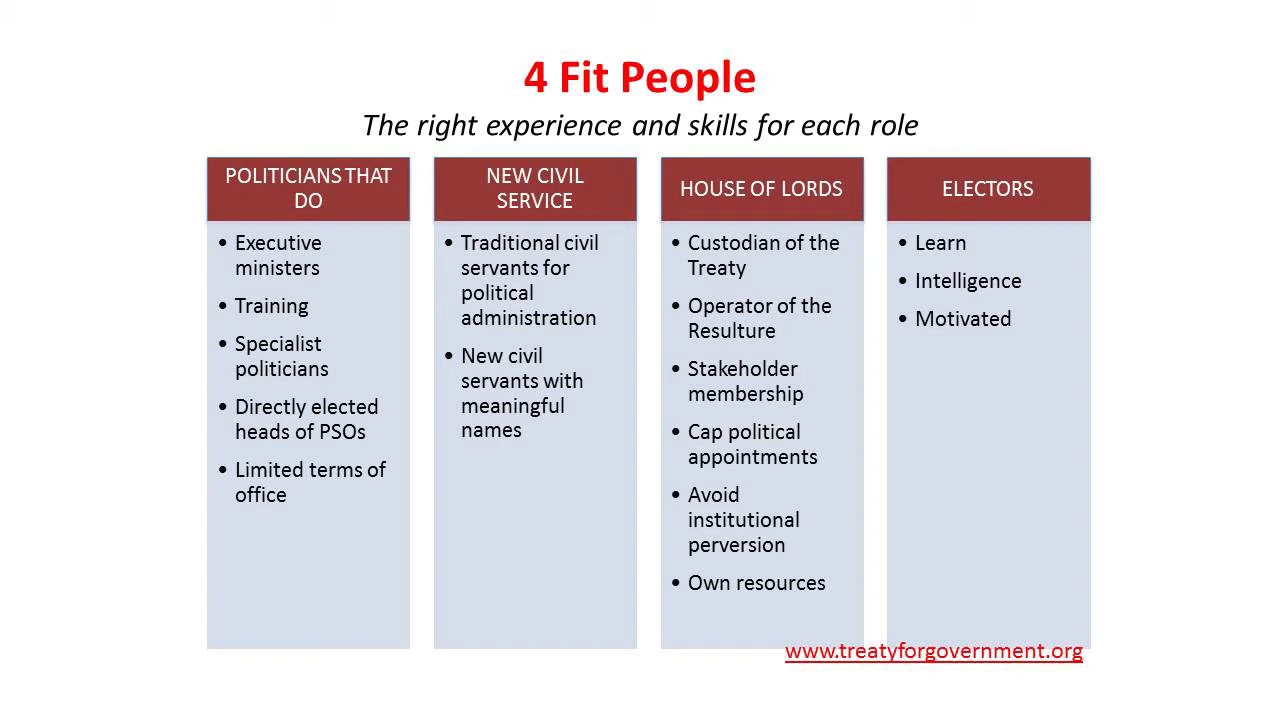 4 Fit People
The right experience and skills for each role
POLITICIANS THAT
DO
• Executive
ministers
• Training
• Specialist
politicians
• Directly elected
heads of PSOs
• Limited terms of
office
NEW CIVIL
SERVICE
• Traditional civil
servants for
political
administration
• New civil
servants with
meaningful
names
HOUSE OF LORDS
• Custodian of the
Treaty
• Operator of the
Resulture
• Stakeholder
membership
• Cap political
appointments
• Avoid
institutional
perversion
• Own resources
ELECTORS
• Learn
• Intelligence
• Motivated
www.treatyforgovernment.org